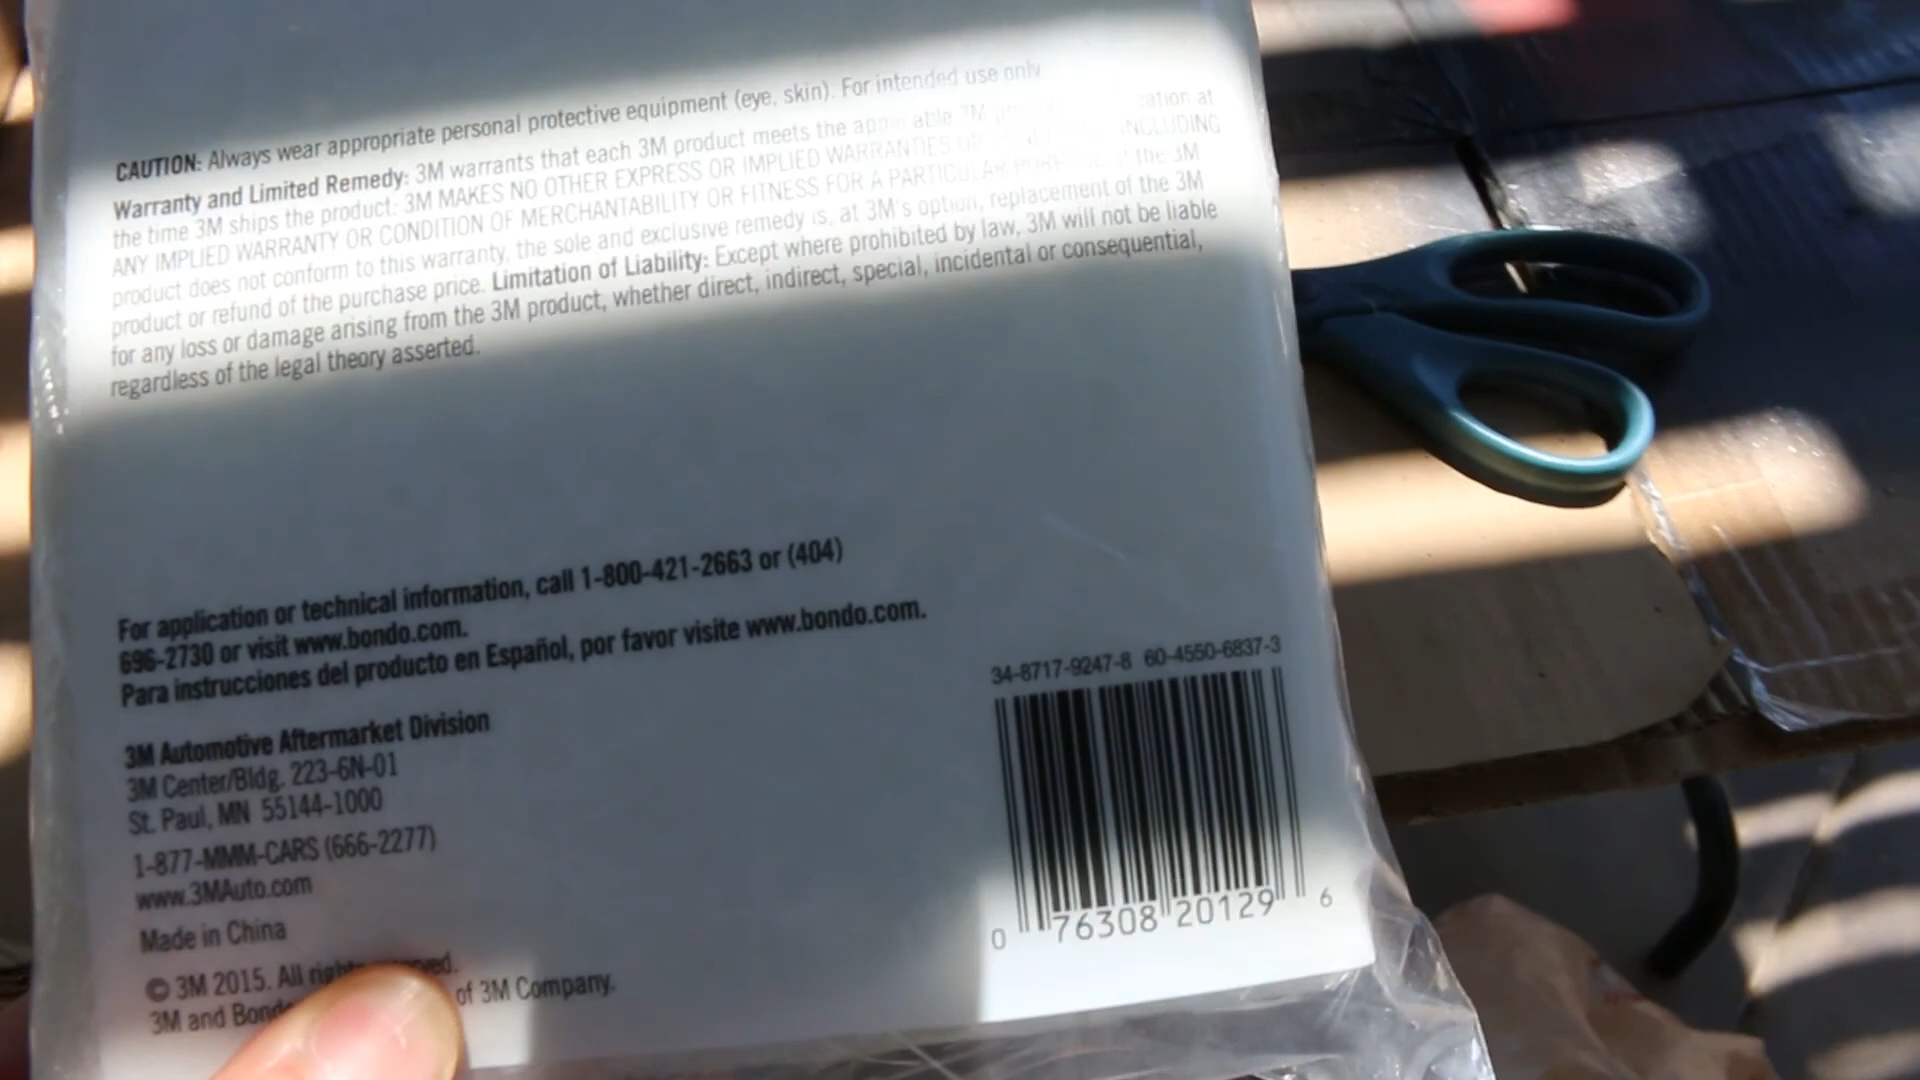 CAUTION: Always wear appropriate personal protective equipment (eye, skin). For intended use only
Warranty and Limited Remedy: 3M warrants that each 3M product meets the 3M at
the time 3M ships the product. 3M MAKES NO OTHER EXPRESS OR IMPLIED WARRANTIES INCLUDING
ANY IMPLIED WARRANTY OR CONDITION OF MERCHANTABILITY OR FITNESS FOR A PARTICULAR the 3M
product does not conform to this warranty, the sole and exclusive remedy is, at 3M's option, replacement of the 3M
product or refund of the purchase price. Limitation of Liability: Except where prohibited by law, 3M will not be liable
for any loss or damage arising from the 3M product, whether direct, indirect, special, incidental or consequential,
regardless of the legal theory asserted.
For application or technical information, call 1-800-421-2663 or (404)
696-2730 or visit www.bondo.com.
Para instrucciones del producto en Español, por favor visite www.bondo.com.
3M Automotive Aftermarket Division
3M Center/Bldg. 223-6N-01
St. Paul, MN 55144-1000
1-877-MMM-CARS (666-2277)
www.3MAuto.com
Made in China
© 3M 2015. All
3M and of 3M Company.
34-8717-9247-8 60-4550-6837-3
0 76308 20129 6